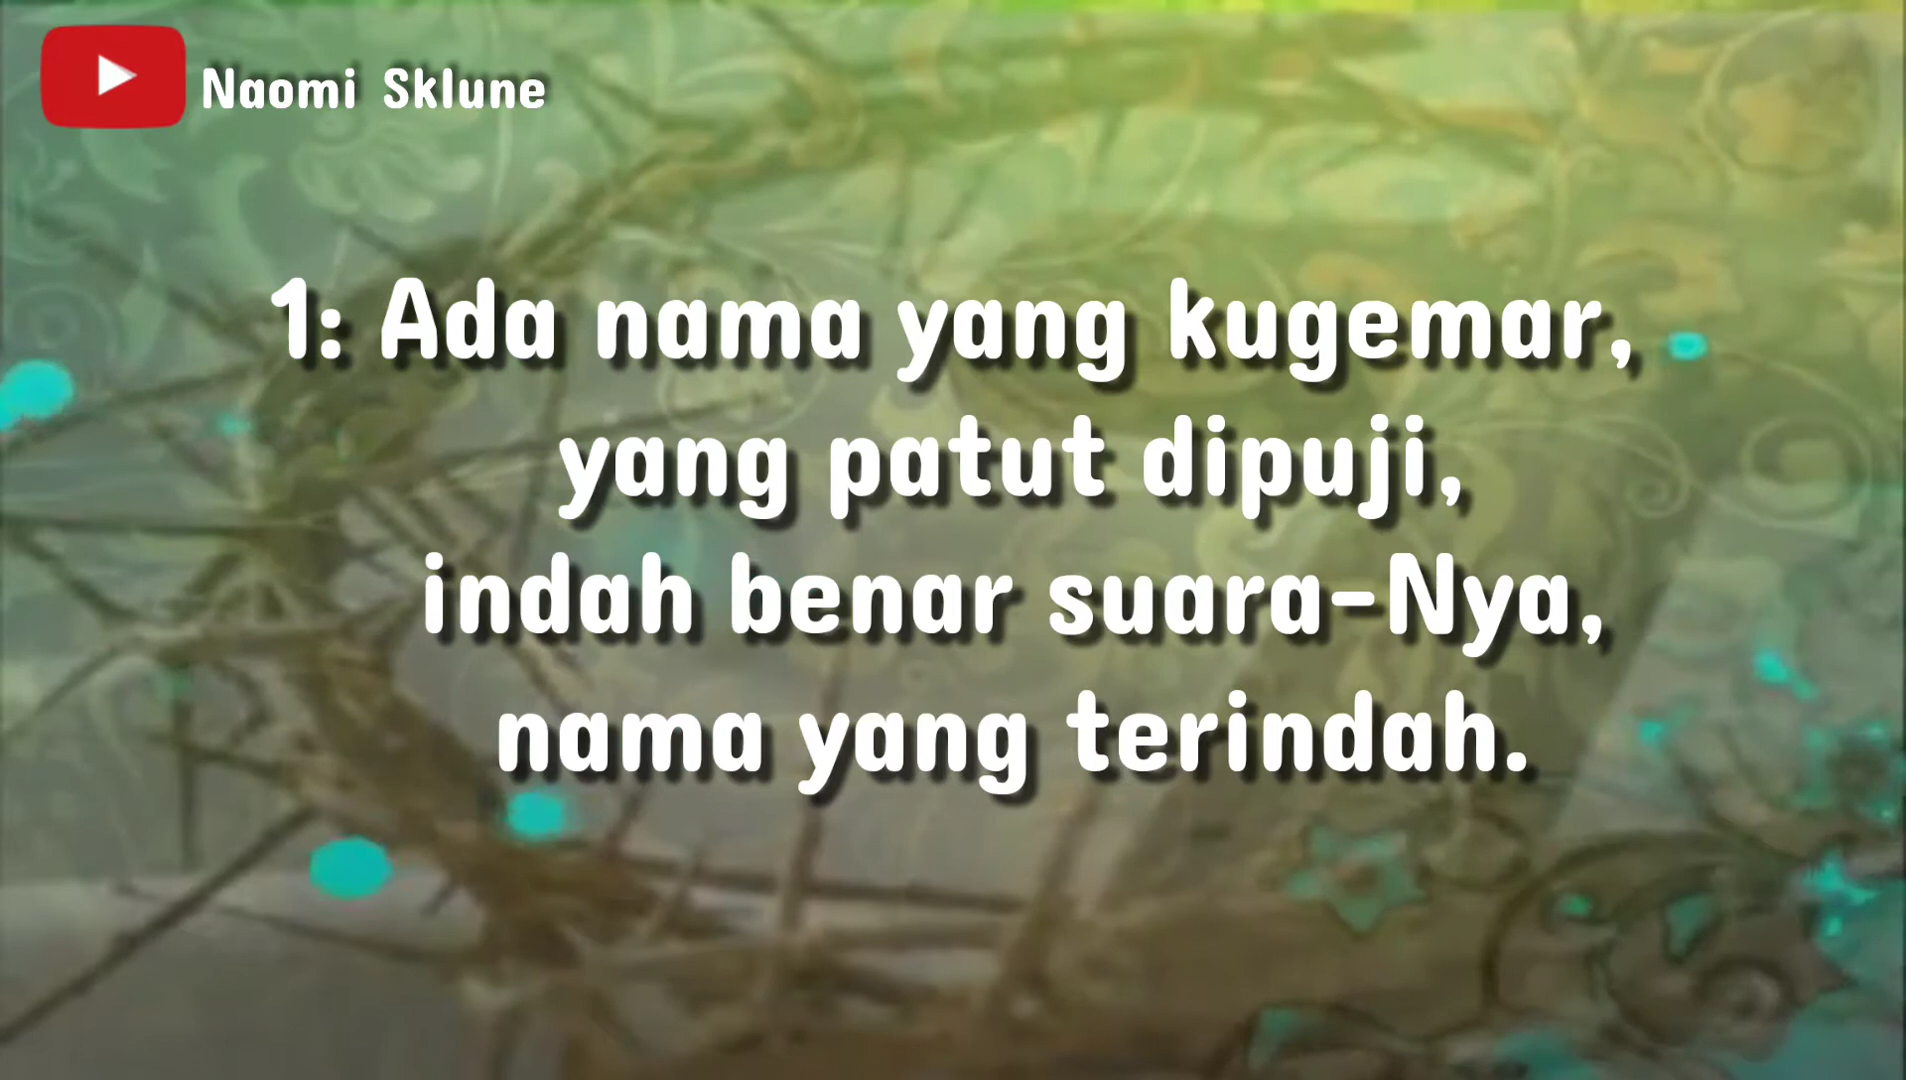 Naomi Sklune
1: Ada nama yang kugemar,
yang patut dipuji,
indah benar suara-Nya,
nama yang terindah.